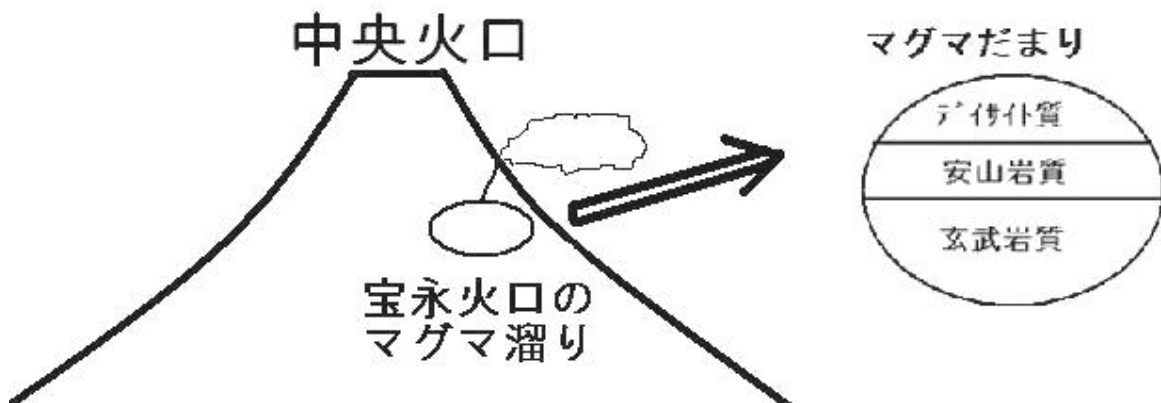 中央火口
宝永火口の
マグマ溜り
マグマだまり
デイサイト質
安山岩質
玄武岩質